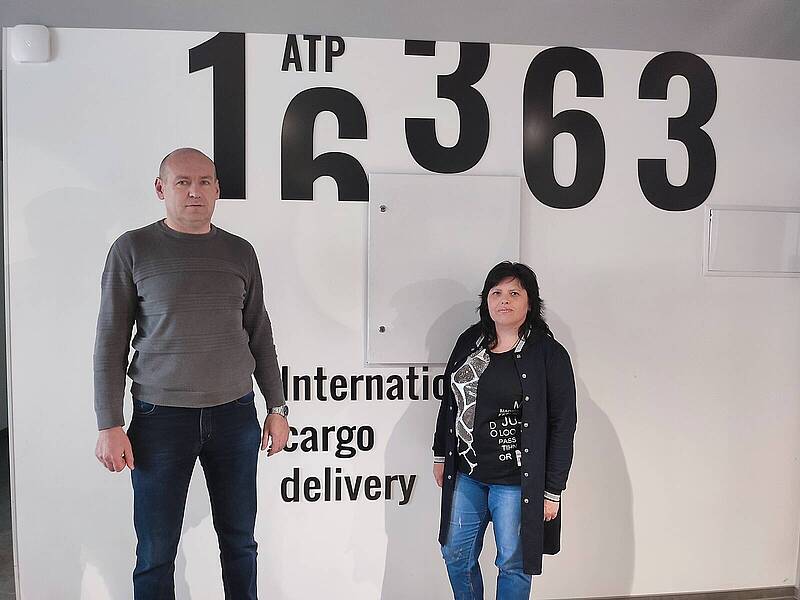 ATP
16363
Internatio
cargo
delivery